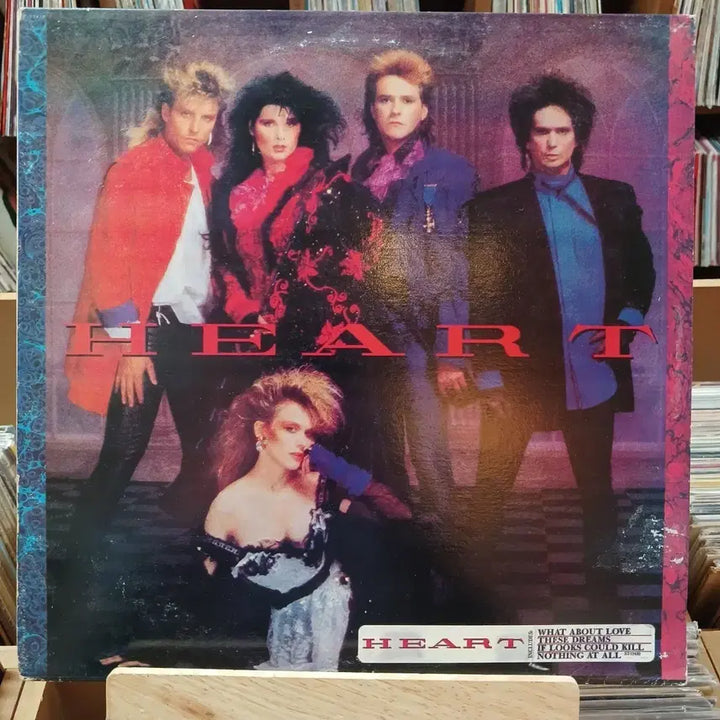 HEART
HEART
INCLUDES:
WHAT ABOUT LOVE
THESE DREAMS
IF LOOKS COULD KILL
NOTHING AT ALL